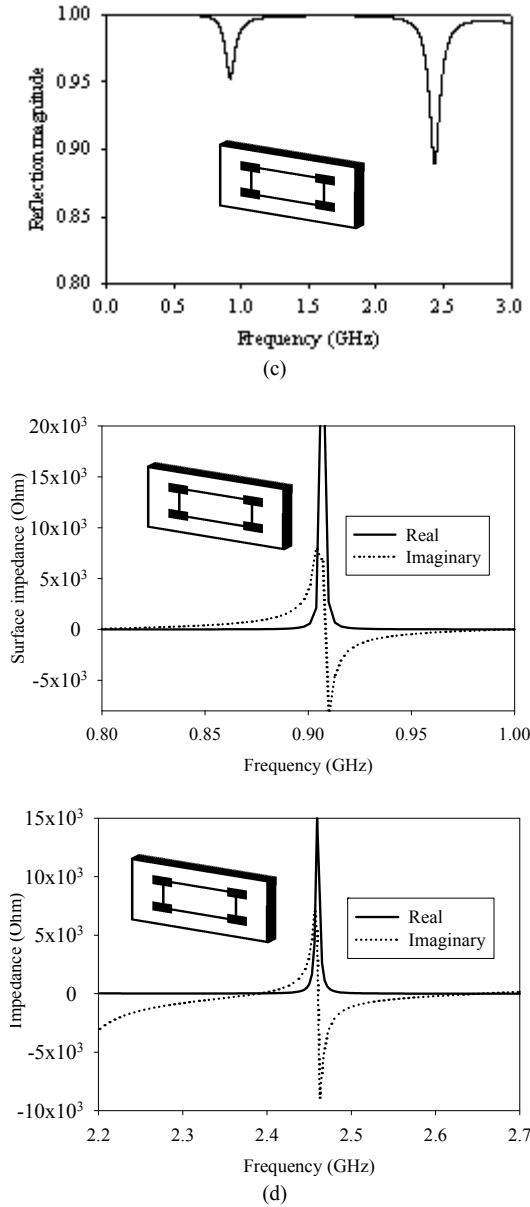 1.00
0.95
0.90
0.85
0.80
Reflection magnitude
0.0 0.5 1.0 1.5 2.0 2.5 3.0
Frequency (GHz)
(c)
20x10³
15x10³
10x10³
5x10³
0
-5x10³
Surface impedance (Ohm)
Real
Imaginary
0.80 0.85 0.90 0.95 1.00
Frequency (GHz)
15x10³
10x10³
5x10³
0
-5x10³
-10x10³
Impedance (Ohm)
Real
Imaginary
2.2 2.3 2.4 2.5 2.6 2.7
Frequency (GHz)
(d)